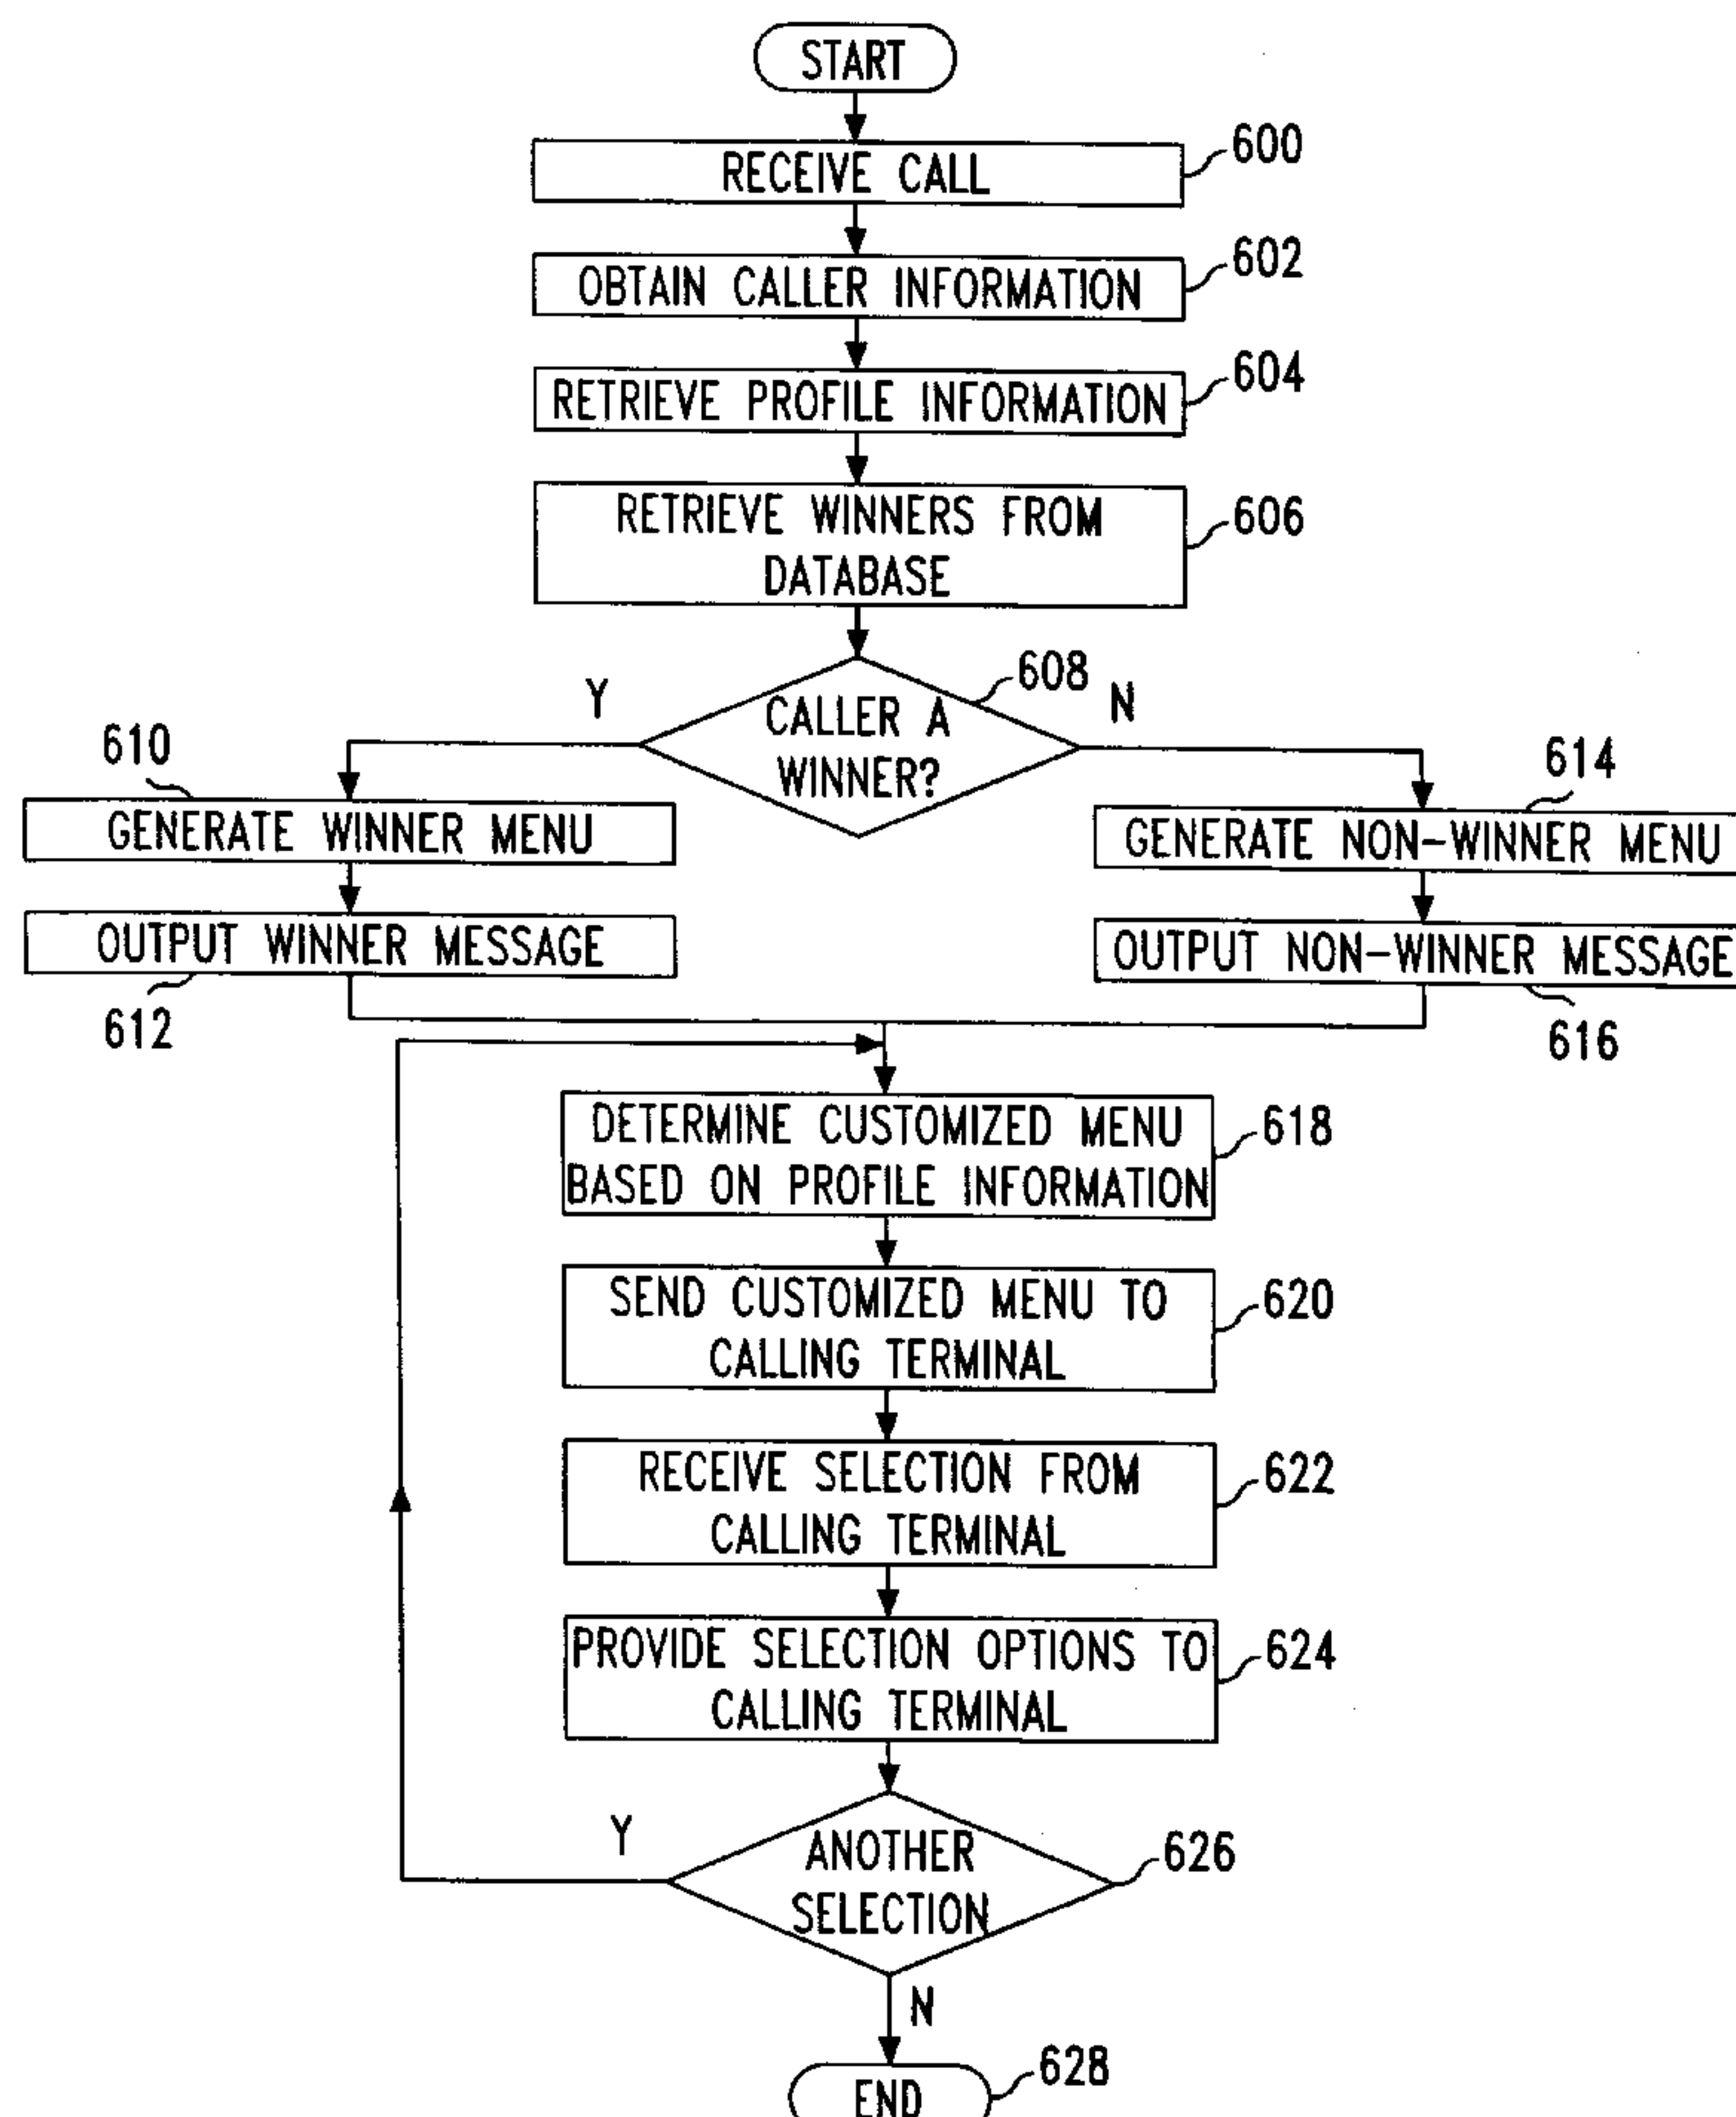 START
RECEIVE CALL
600
OBTAIN CALLER INFORMATION
602
RETRIEVE PROFILE INFORMATION
604
RETRIEVE WINNERS FROM
DATABASE
606
CALLER A
WINNER?
608
Y
N
610
GENERATE WINNER MENU
614
GENERATE NON-WINNER MENU
OUTPUT WINNER MESSAGE
612
OUTPUT NON-WINNER MESSAGE
616
DETERMINE CUSTOMIZED MENU
BASED ON PROFILE INFORMATION
618
SEND CUSTOMIZED MENU TO
CALLING TERMINAL
620
RECEIVE SELECTION FROM
CALLING TERMINAL
622
PROVIDE SELECTION OPTIONS TO
CALLING TERMINAL
624
Y
ANOTHER
SELECTION
626
N
END
628